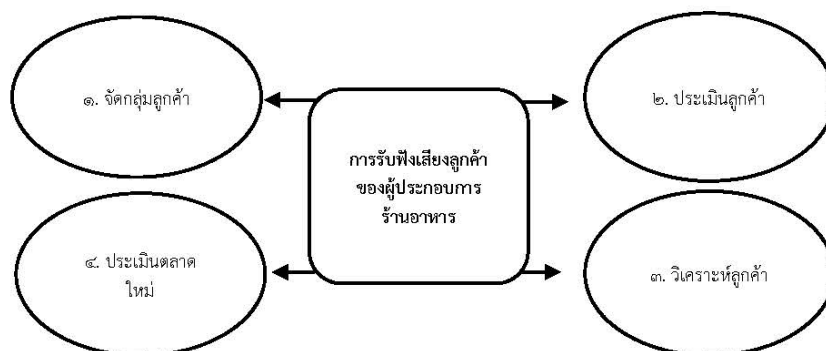 ๑. จัดกลุ่มลูกค้า
๒. ประเมินลูกค้า
การรับฟังเสียงลูกค้า
ของผู้ประกอบการ
ร้านอาหาร
๔. ประเมินตลาด
ใหม่
๓. วิเคราะห์ลูกค้า